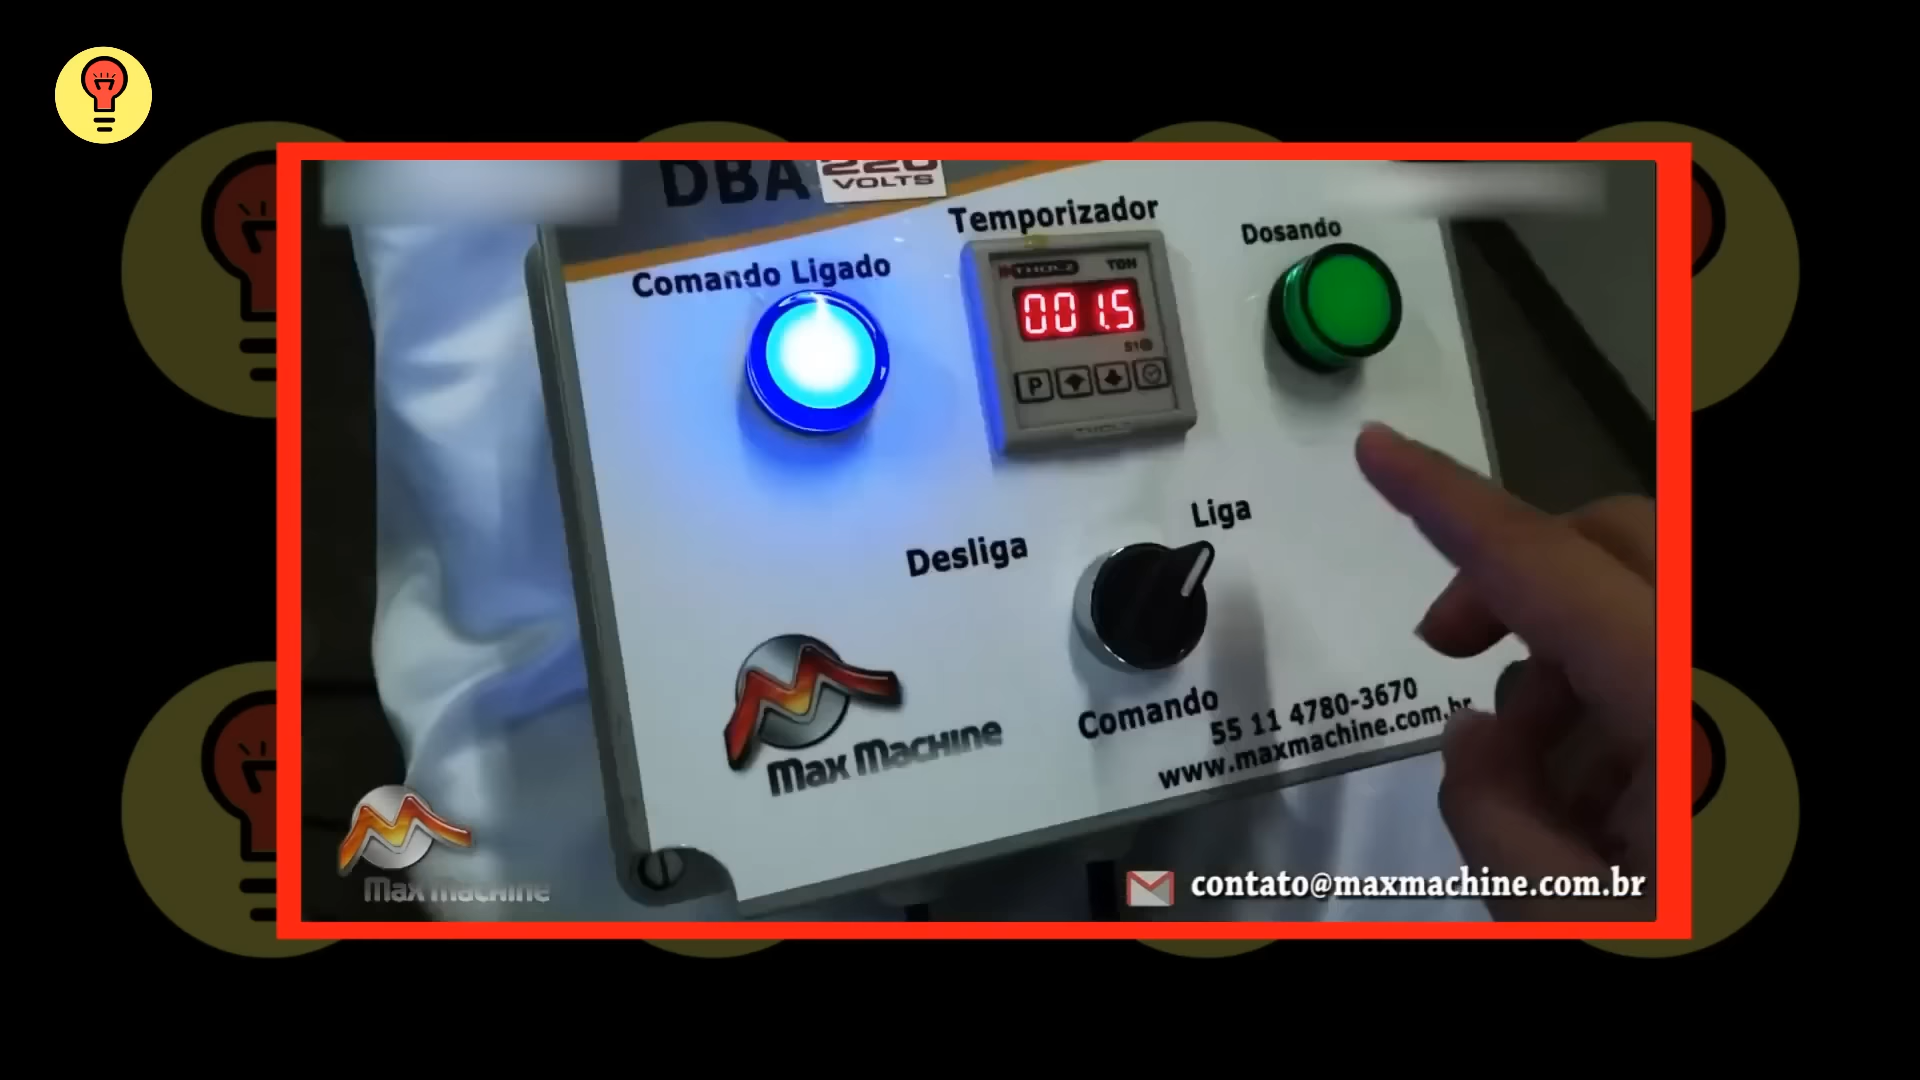 DBA
220
VOLTS
Temporizador
Dosando
Comando Ligado
THOLZ
001.5
P
Liga
Desliga
Comando
55 11 4780-3670
www.maxmachine.com.br
Max Machine
Max Machine
contato@maxmachine.com.br